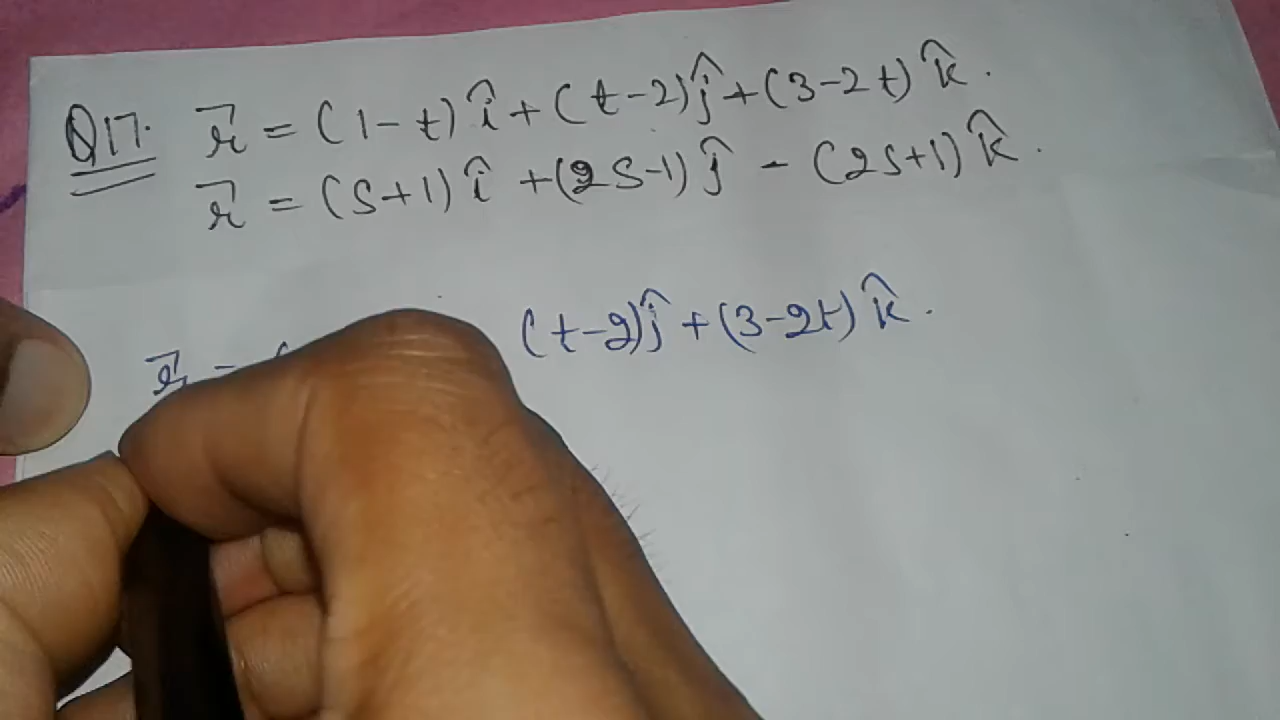 Q17. r⃗ = (1-t) î + (t-2) ĵ + (3-2t) k̂.
r⃗ = (s+1) î + (2s-1) ĵ - (2s+1) k̂.
r⃗ = ( (t-2) ĵ + (3-2t) k̂.